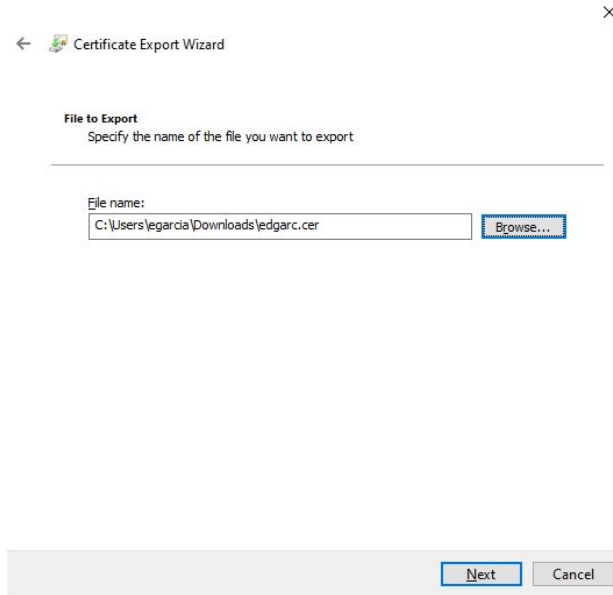 Certificate Export Wizard
File to Export
Specify the name of the file you want to export
File name:
C:\Users\egarcia\Downloads\edgarc.cer
Browse...
Next
Cancel